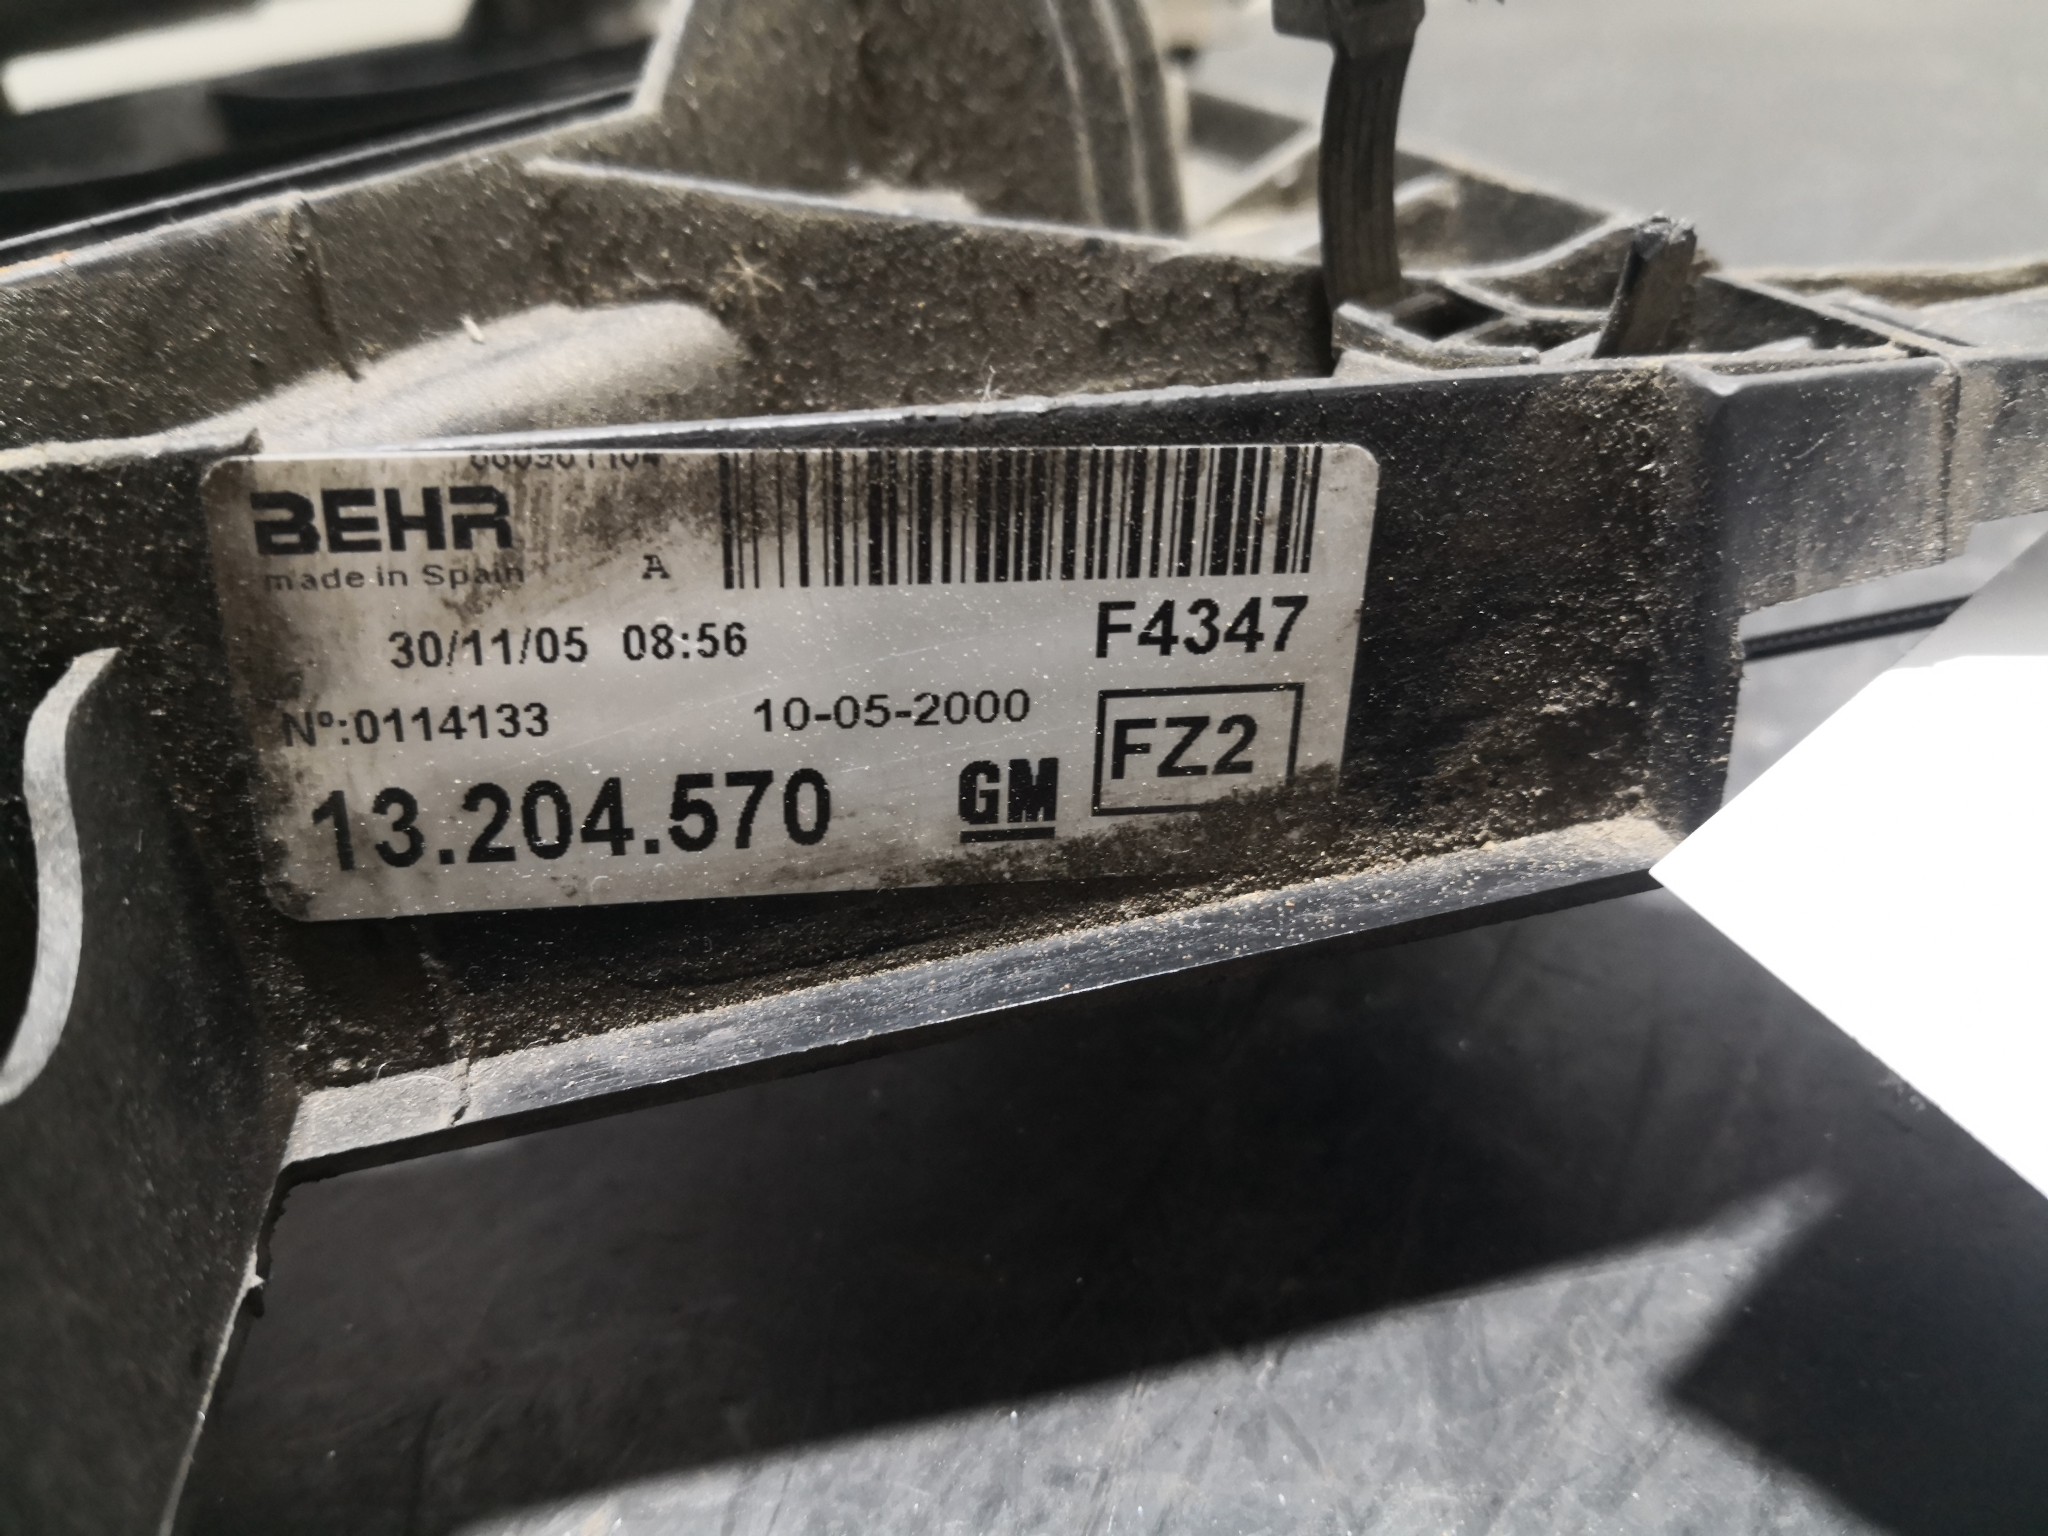 BEHR
made in Spain A
30/11/05 08:56 F4347
Nº:0114133 10-05-2000 FZ2
13.204.570 GM